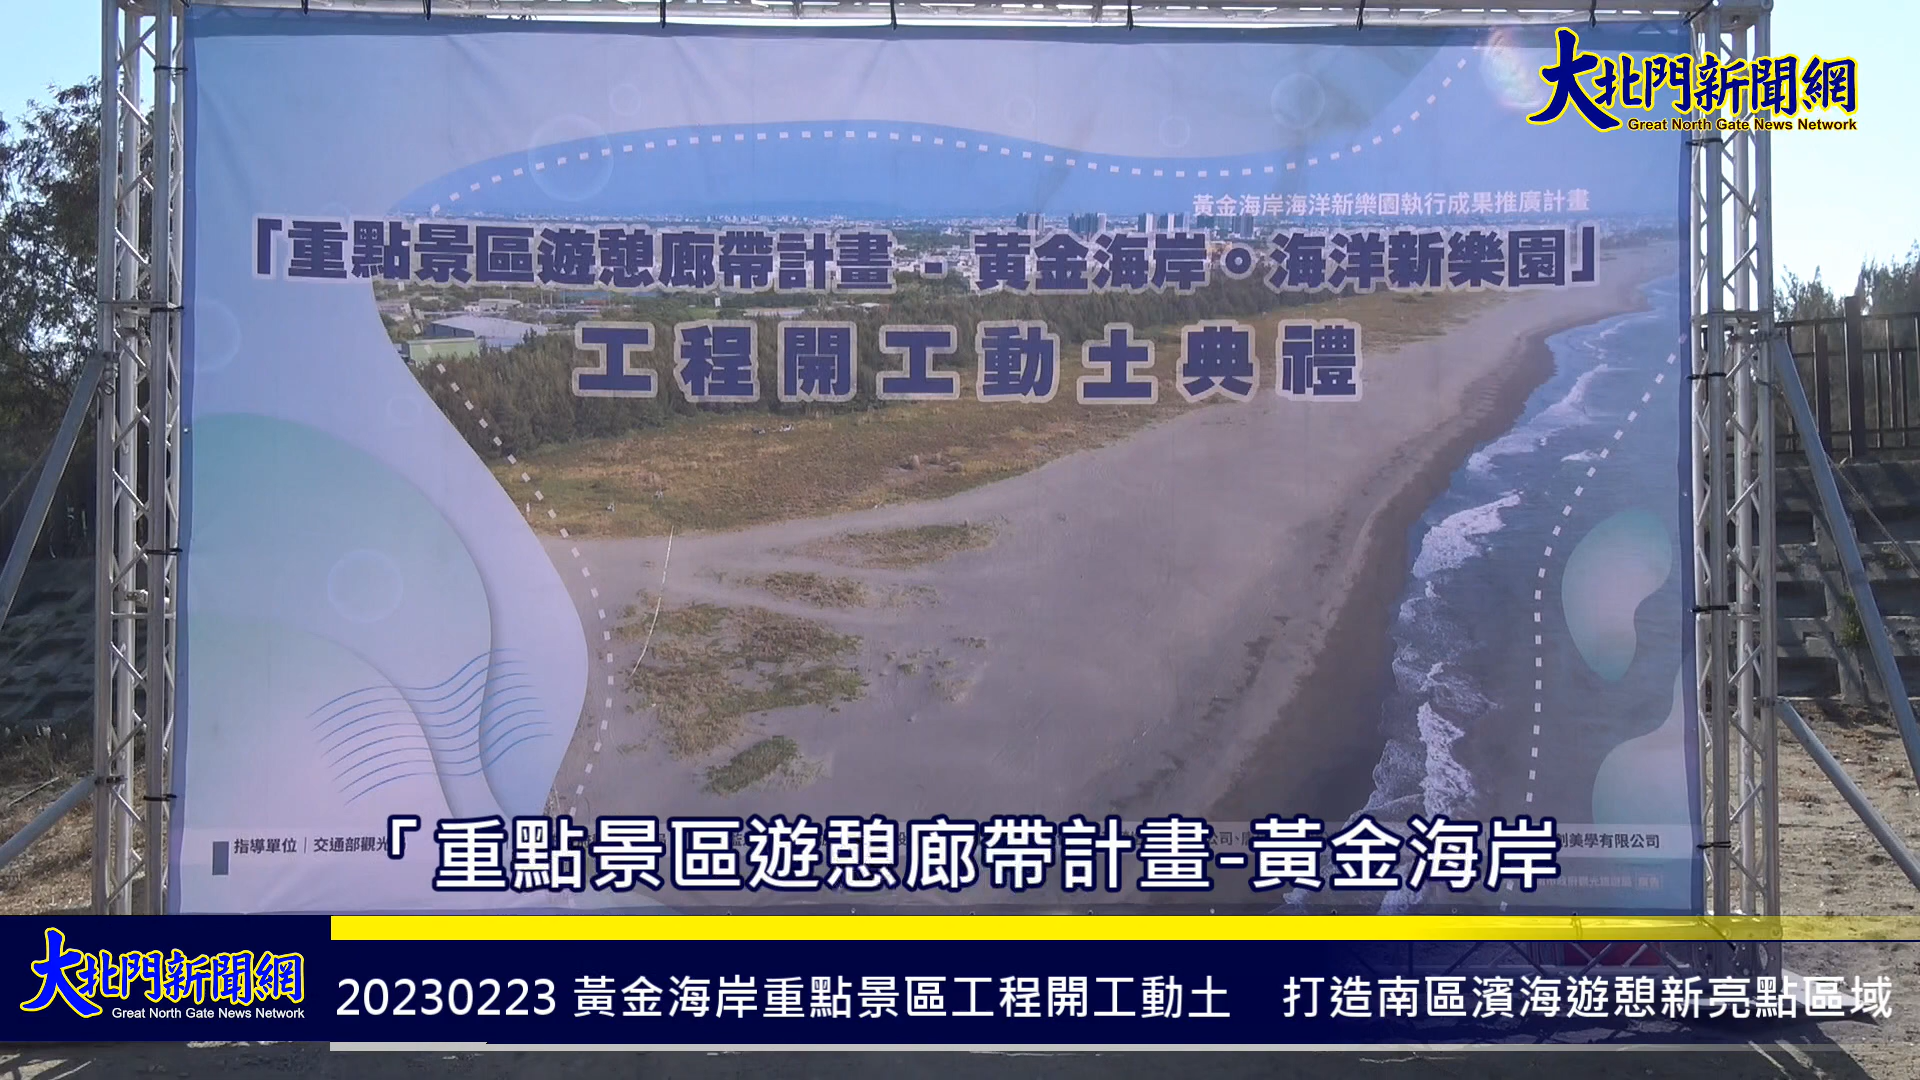 大北門新聞網
Great North Gate News Network
黃金海岸海洋新樂園執行成果推廣計畫
「重點景區遊憩廊帶計畫 - 黃金海岸。海洋新樂園」
工程開工動土典禮
指導單位｜交通部觀光
創美學有限公司
「重點景區遊憩廊帶計畫-黃金海岸
大北門新聞網
Great North Gate News Network
20230223 黃金海岸重點景區工程開工動土 打造南區濱海遊憩新亮點區域